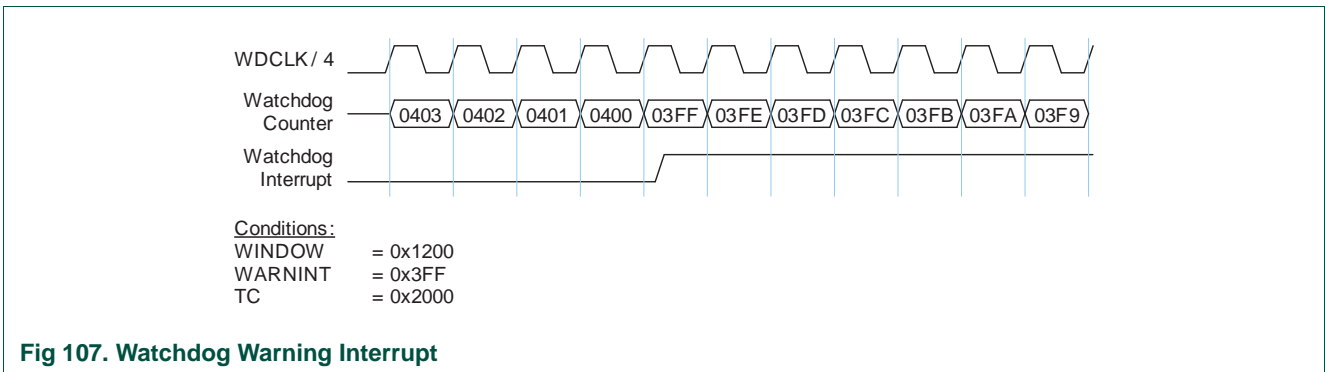 WDCLK / 4
Watchdog
Counter
0403 0402 0401 0400 03FF 03FE 03FD 03FC 03FB 03FA 03F9
Watchdog
Interrupt
Conditions:
WINDOW = 0x1200
WARNINT = 0x3FF
TC = 0x2000
Fig 107. Watchdog Warning Interrupt